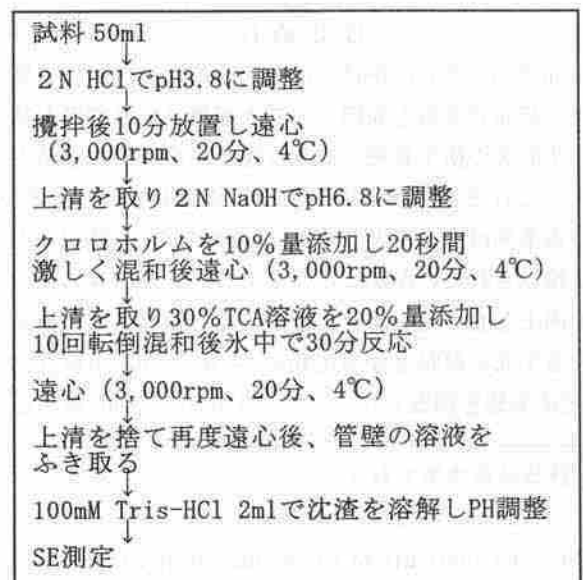 試料 50ml
↓
2N HClでpH3.8に調整
↓
攪拌後10分放置し遠心
(3,000rpm、20分、4℃)
↓
上清を取り2N NaOHでpH6.8に調整
↓
クロロホルムを10%量添加し20秒間
激しく混和後遠心(3,000rpm、20分、4℃)
↓
上清を取り30%TCA溶液を20%量添加し
10回転倒混和後氷中で30分反応
↓
遠心(3,000rpm、20分、4℃)
↓
上清を捨て再度遠心後、管壁の溶液を
ふき取る
↓
100mM Tris-HCl 2mlで沈渣を溶解しPH調整
↓
SE測定